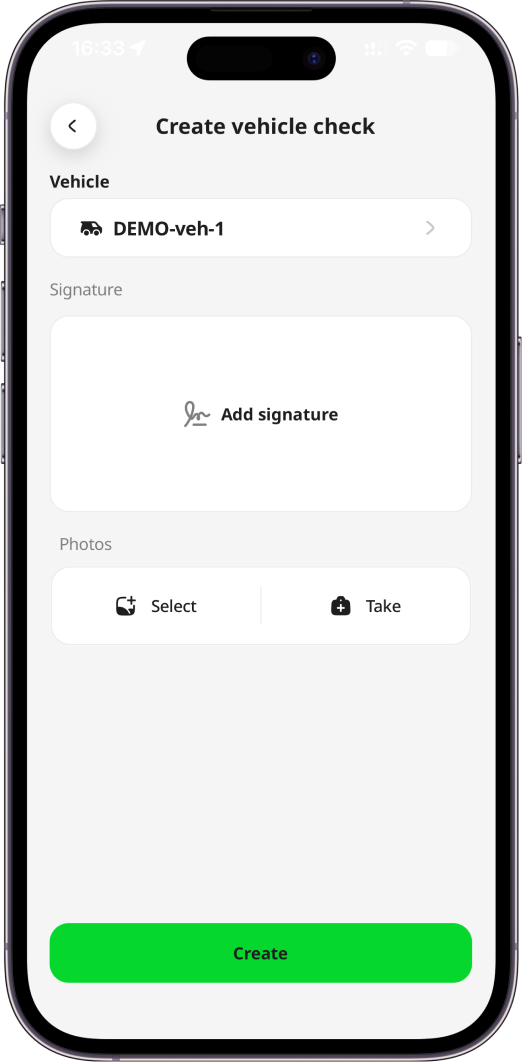 16:33
Create vehicle check
Vehicle
DEMO-veh-1
Signature
Add signature
Photos
Select
Take
Create